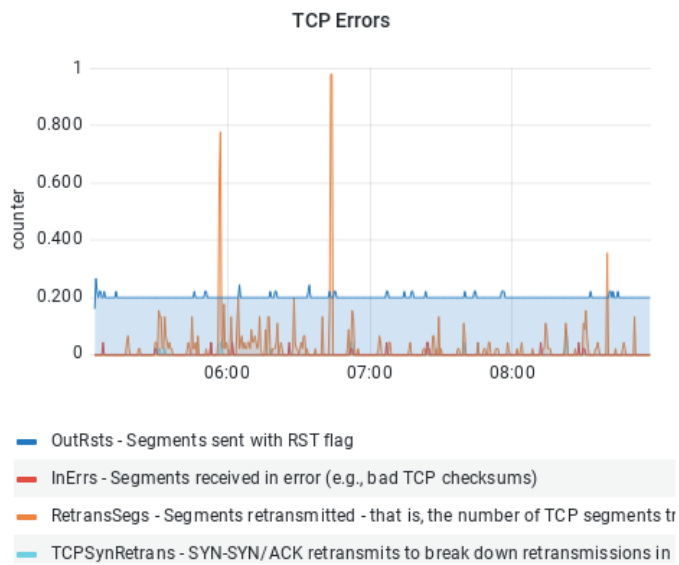 TCP Errors
1
0.800
0.600
0.400
0.200
0
counter
06:00 07:00 08:00
OutRsts - Segments sent with RST flag
InErrs - Segments received in error (e.g., bad TCP checksums)
RetransSegs - Segments retransmitted - that is, the number of TCP segments tr
TCPSynRetrans - SYN-SYN/ACK retransmits to break down retransmissions in